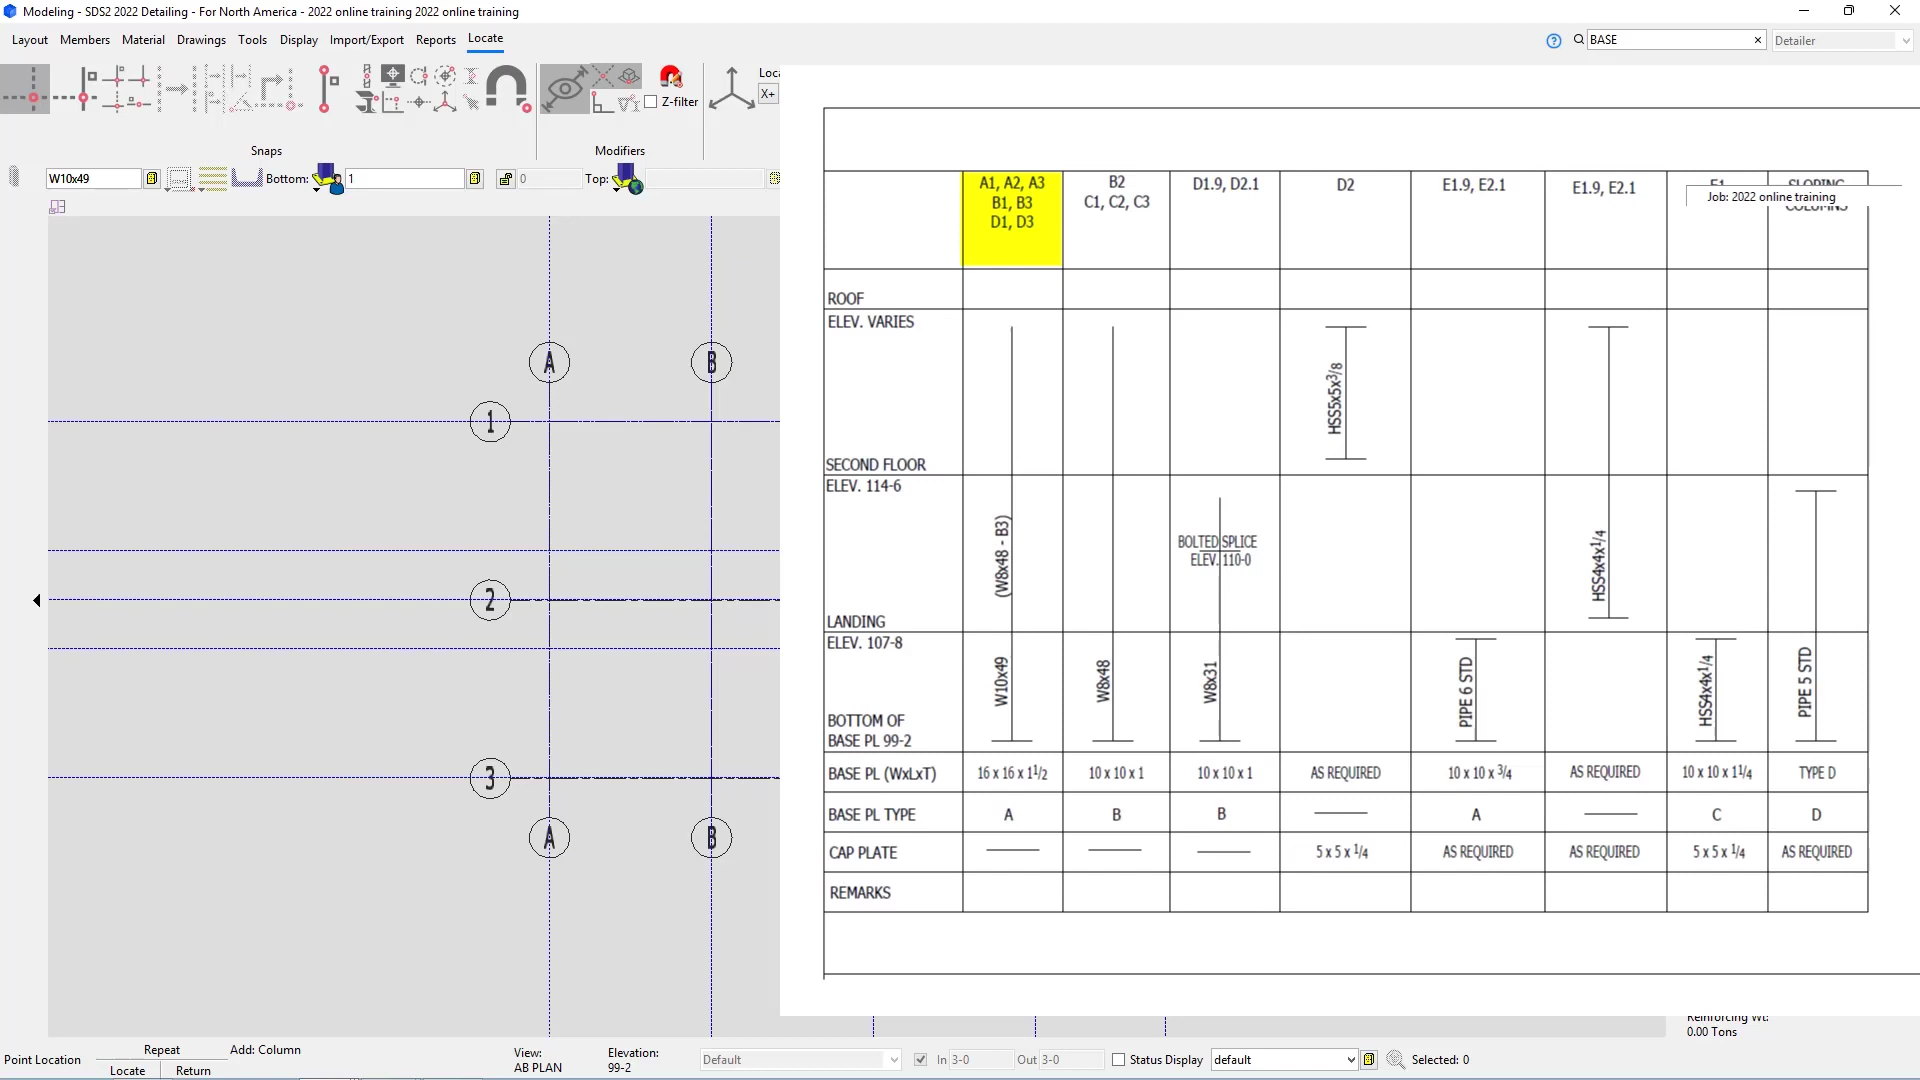 Modeling - SDS2 2022 Detailing - For North America - 2022 online training 2022 online training
Layout Members Material Drawings Tools Display Import/Export Reports Locate
BASE
Detailer
Z-filter
Loca
X+
Snaps
Modifiers
W10x49
Bottom:
1
0
Top:
A
B
1
2
3
A
B
A1, A2, A3
B1, B3
D1, D3
B2
C1, C2, C3
D1.9, D2.1
D2
E1.9, E2.1
E1.9, E2.1
Job: 2022 online training
ROOF
ELEV. VARIES
SECOND FLOOR
ELEV. 114-6
LANDING
ELEV. 107-8
BOTTOM OF
BASE PL 99-2
(W8x48 - B3)
W10x49
W8x48
BOLTED SPLICE
ELEV. 110-0
W8x31
HSS5x5x3/8
PIPE 6 STD
HSS4x4x1/4
HSS4x4x1/4
PIPE 5 STD
BASE PL (WxLxT) 16 x 16 x 1 1/2 10 x 10 x 1 10 x 10 x 1 AS REQUIRED 10 x 10 x 3/4 AS REQUIRED 10 x 10 x 1 1/4 TYPE D
BASE PL TYPE A B B A C D
CAP PLATE 5 x 5 x 1/4 AS REQUIRED AS REQUIRED 5 x 5 x 1/4 AS REQUIRED
REMARKS
Reinforcing Wt:
0.00 Tons
Point Location
Repeat
Locate
Return
Add: Column
View:
AB PLAN
Elevation:
99-2
Default
In 3-0
Out 3-0
Status Display
default
Selected: 0